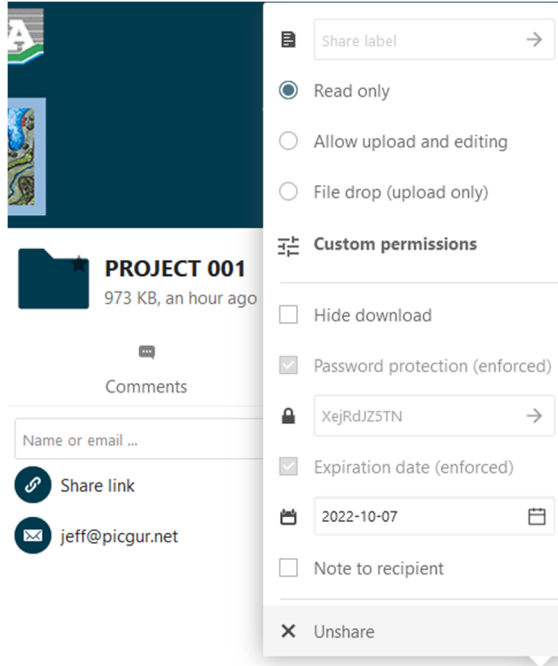 A
PROJECT 001
973 KB, an hour ago
Comments
Name or email ...
Share link
jeff@picgur.net
Share label
Read only
Allow upload and editing
File drop (upload only)
Custom permissions
Hide download
Password protection (enforced)
XejRdJZ5TN
Expiration date (enforced)
2022-10-07
Note to recipient
Unshare